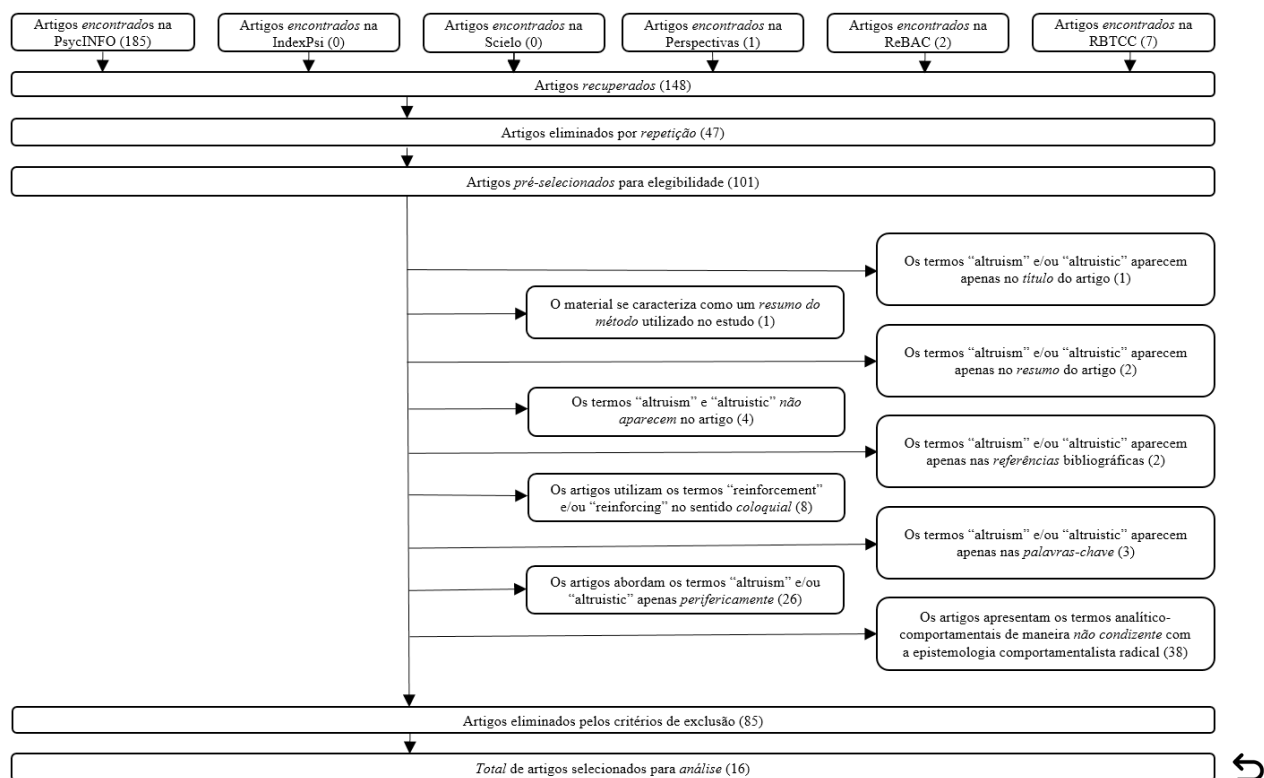 Artigos encontrados na
PsycINFO (185)
Artigos encontrados na
IndexPsi (0)
Artigos encontrados na
Scielo (0)
Artigos encontrados na
Perspectivas (1)
Artigos encontrados na
ReBAC (2)
Artigos encontrados na
RBTCC (7)
Artigos recuperados (148)
Artigos eliminados por repetição (47)
Artigos pré-selecionados para elegibilidade (101)
Os termos “altruism” e/ou “altruistic” aparecem
apenas no título do artigo (1)
O material se caracteriza como um resumo do
método utilizado no estudo (1)
Os termos “altruism” e/ou “altruistic” aparecem
apenas no resumo do artigo (2)
Os termos “altruism” e “altruistic” não
aparecem no artigo (4)
Os termos “altruism” e/ou “altruistic” aparecem
apenas nas referências bibliográficas (2)
Os artigos utilizam os termos “reinforcement”
e/ou “reinforcing” no sentido coloquial (8)
Os termos “altruism” e/ou “altruistic” aparecem
apenas nas palavras-chave (3)
Os artigos abordam os termos “altruism” e/ou
“altruistic” apenas perifericamente (26)
Os artigos apresentam os termos analítico-
comportamentais de maneira não condizente com
a epistemologia comportamentalista radical (38)
Artigos eliminados pelos critérios de exclusão (85)
Total de artigos selecionados para análise (16)